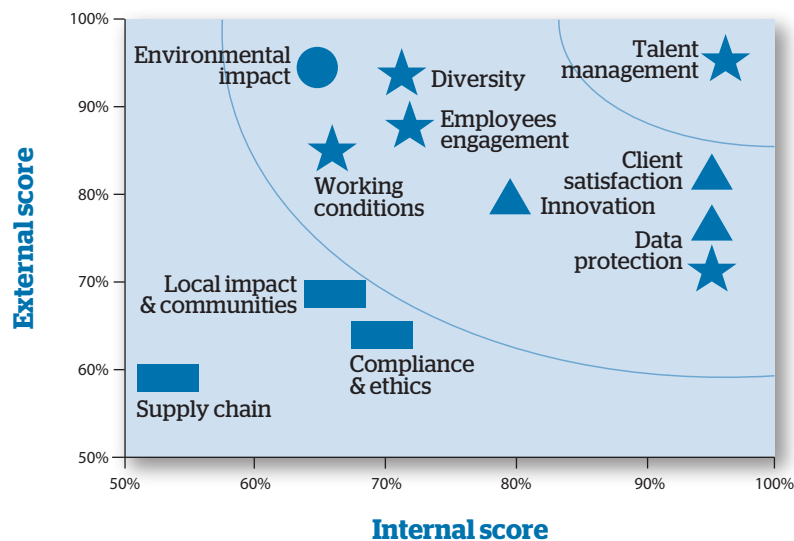 100%
90%
80%
70%
60%
50%
External score
Environmental
impact
Diversity
Talent
management
Employees
engagement
Working
conditions
Client
satisfaction
Innovation
Data
protection
Local impact
& communities
Compliance
& ethics
Supply chain
50%
60%
70%
80%
90%
100%
Internal score